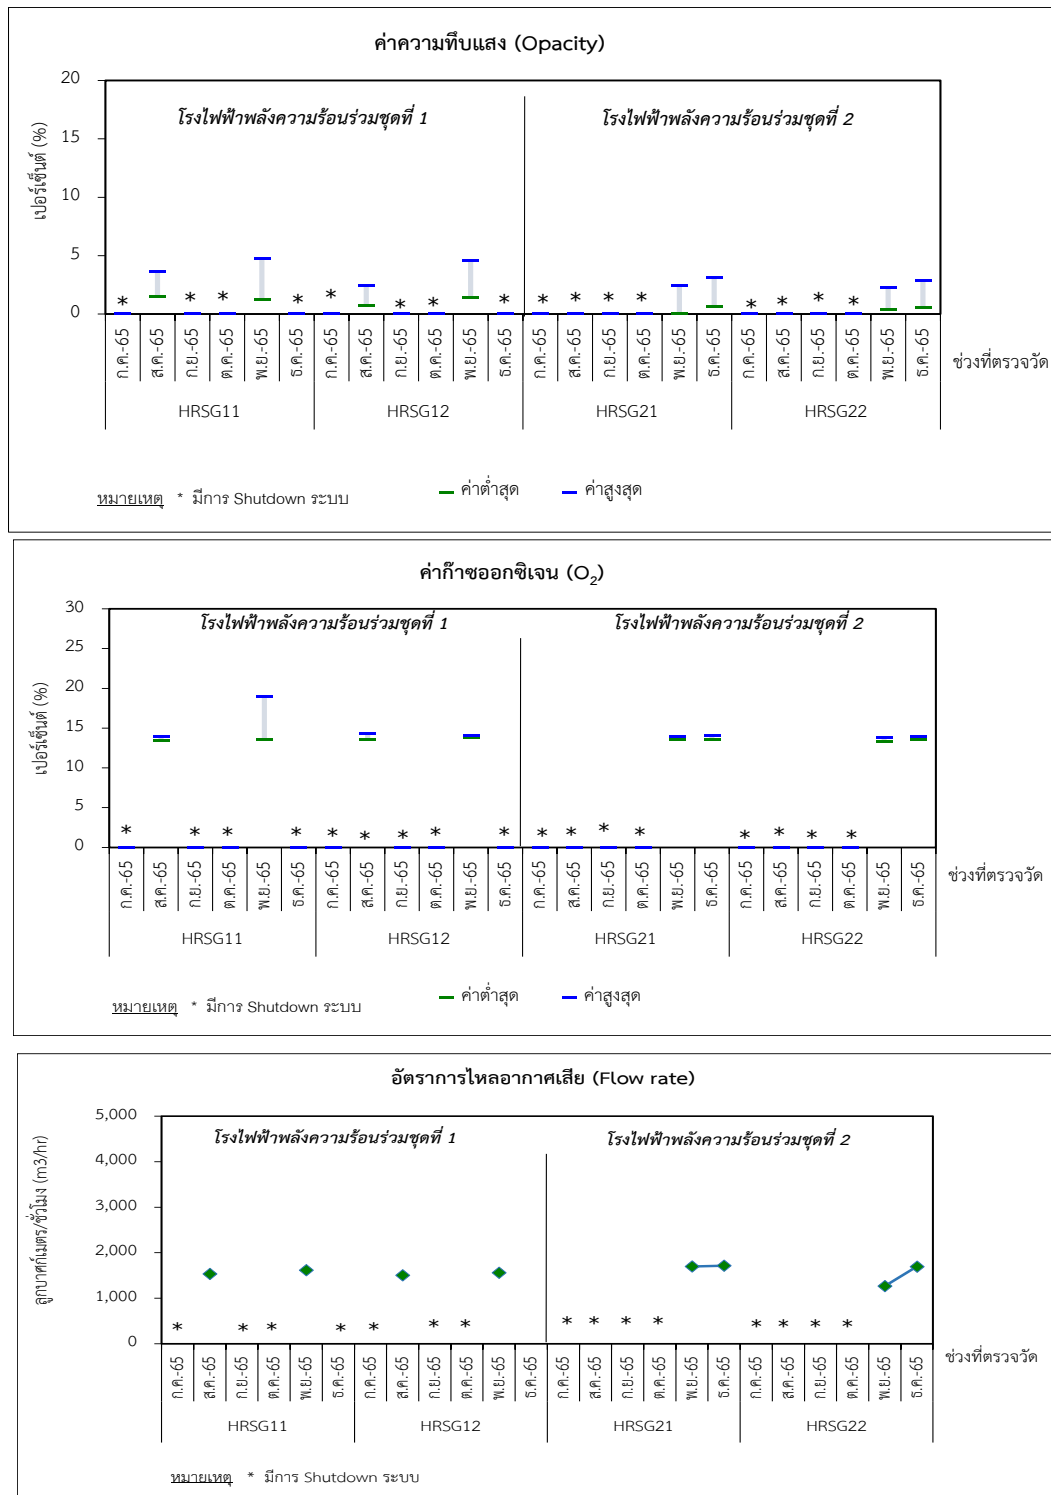 ค่าความทึบแสง (Opacity)
20
15
10
5
0
เปอร์เซ็นต์ (%)
โรงไฟฟ้าพลังความร้อนร่วมชุดที่ 1 โรงไฟฟ้าพลังความร้อนร่วมชุดที่ 2
* * * * * * * * * * * * * * * *
ก.ค.-65 ส.ค.-65 ก.ย.-65 ต.ค.-65 พ.ย.-65 ธ.ค.-65 ก.ค.-65 ส.ค.-65 ก.ย.-65 ต.ค.-65 พ.ย.-65 ธ.ค.-65 ก.ค.-65 ส.ค.-65 ก.ย.-65 ต.ค.-65 พ.ย.-65 ธ.ค.-65 ก.ค.-65 ส.ค.-65 ก.ย.-65 ต.ค.-65 พ.ย.-65 ธ.ค.-65
ช่วงที่ตรวจวัด
HRSG11 HRSG12 HRSG21 HRSG22
หมายเหตุ * มีการ Shutdown ระบบ ค่าต่ำสุด ค่าสูงสุด
ค่าก๊าซออกซิเจน (O2)
30
25
20
15
10
5
0
เปอร์เซ็นต์ (%)
โรงไฟฟ้าพลังความร้อนร่วมชุดที่ 1 โรงไฟฟ้าพลังความร้อนร่วมชุดที่ 2
* * * * * * * * * * * * * * * * *
ก.ค.-65 ส.ค.-65 ก.ย.-65 ต.ค.-65 พ.ย.-65 ธ.ค.-65 ก.ค.-65 ส.ค.-65 ก.ย.-65 ต.ค.-65 พ.ย.-65 ธ.ค.-65 ก.ค.-65 ส.ค.-65 ก.ย.-65 ต.ค.-65 พ.ย.-65 ธ.ค.-65 ก.ค.-65 ส.ค.-65 ก.ย.-65 ต.ค.-65 พ.ย.-65 ธ.ค.-65
ช่วงที่ตรวจวัด
HRSG11 HRSG12 HRSG21 HRSG22
หมายเหตุ * มีการ Shutdown ระบบ ค่าต่ำสุด ค่าสูงสุด
อัตราการไหลอากาศเสีย (Flow rate)
5,000
4,000
3,000
2,000
1,000
0
ลูกบาศก์เมตร/ชั่วโมง (m3/hr)
โรงไฟฟ้าพลังความร้อนร่วมชุดที่ 1 โรงไฟฟ้าพลังความร้อนร่วมชุดที่ 2
* * * * * * * * * * * * * * *
ก.ค.-65 ส.ค.-65 ก.ย.-65 ต.ค.-65 พ.ย.-65 ธ.ค.-65 ก.ค.-65 ส.ค.-65 ก.ย.-65 ต.ค.-65 พ.ย.-65 ธ.ค.-65 ก.ค.-65 ส.ค.-65 ก.ย.-65 ต.ค.-65 พ.ย.-65 ธ.ค.-65 ก.ค.-65 ส.ค.-65 ก.ย.-65 ต.ค.-65 พ.ย.-65 ธ.ค.-65
ช่วงที่ตรวจวัด
HRSG11 HRSG12 HRSG21 HRSG22
หมายเหตุ * มีการ Shutdown ระบบ